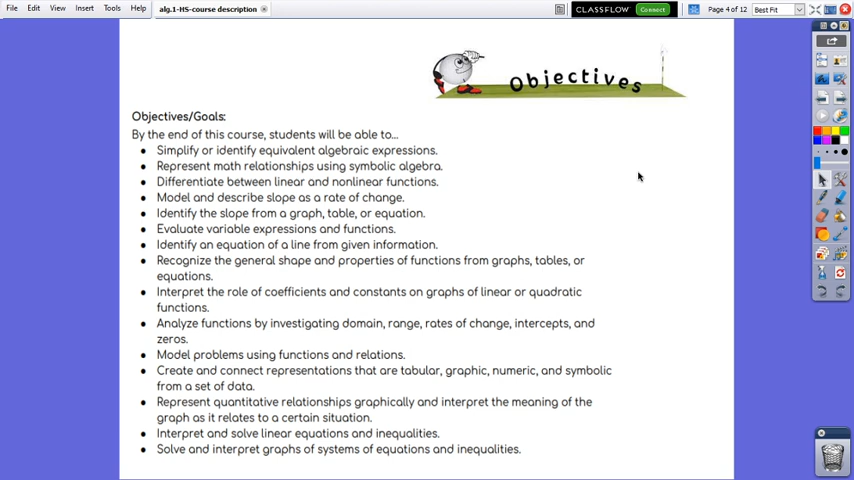 File Edit View Insert Tools Help alg.1-HS-course description CLASSFLOW Connect Page 4 of 12 Best Fit
Objectives
Objectives/Goals:
By the end of this course, students will be able to...
● Simplify or identify equivalent algebraic expressions.
● Represent math relationships using symbolic algebra.
● Differentiate between linear and nonlinear functions.
● Model and describe slope as a rate of change.
● Identify the slope from a graph, table, or equation.
● Evaluate variable expressions and functions.
● Identify an equation of a line from given information.
● Recognize the general shape and properties of functions from graphs, tables, or
equations.
● Interpret the role of coefficients and constants on graphs of linear or quadratic
functions.
● Analyze functions by investigating domain, range, rates of change, intercepts, and
zeros.
● Model problems using functions and relations.
● Create and connect representations that are tabular, graphic, numeric, and symbolic
from a set of data.
● Represent quantitative relationships graphically and interpret the meaning of the
graph as it relates to a certain situation.
● Interpret and solve linear equations and inequalities.
● Solve and interpret graphs of systems of equations and inequalities.